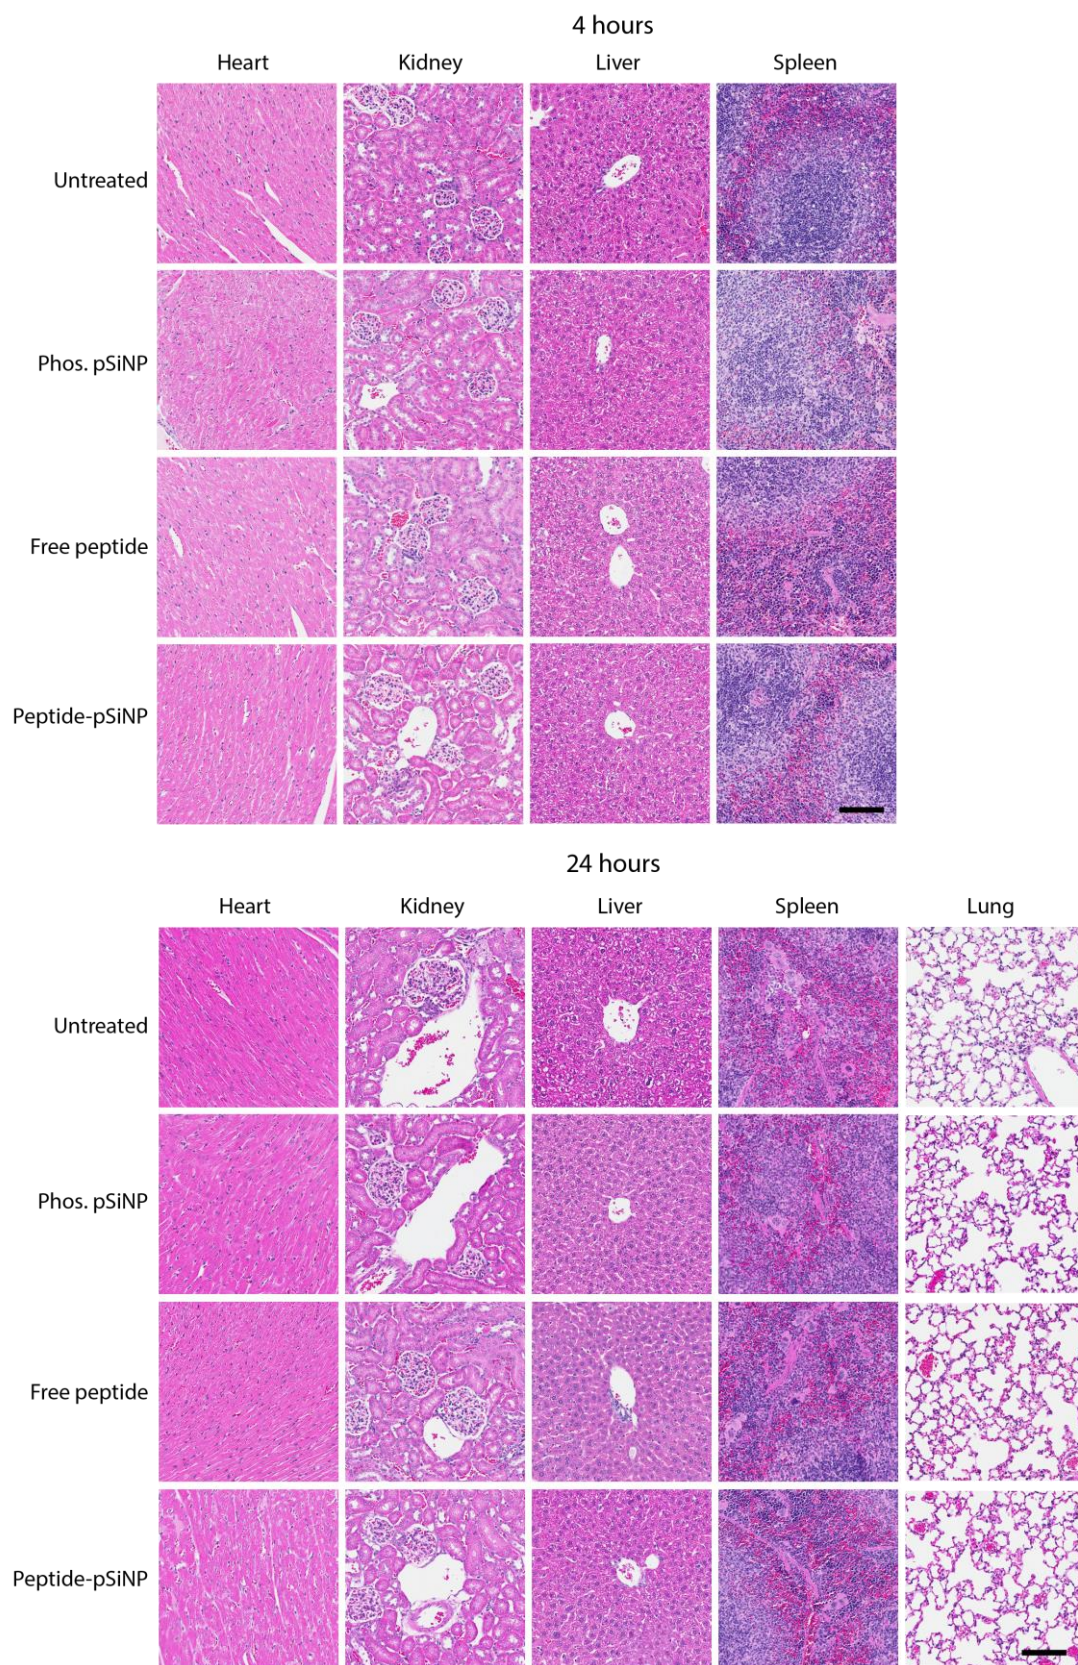 4 hours
Heart Kidney Liver Spleen
Untreated
Phos. pSiNP
Free peptide
Peptide-pSiNP
24 hours
Heart Kidney Liver Spleen Lung
Untreated
Phos. pSiNP
Free peptide
Peptide-pSiNP